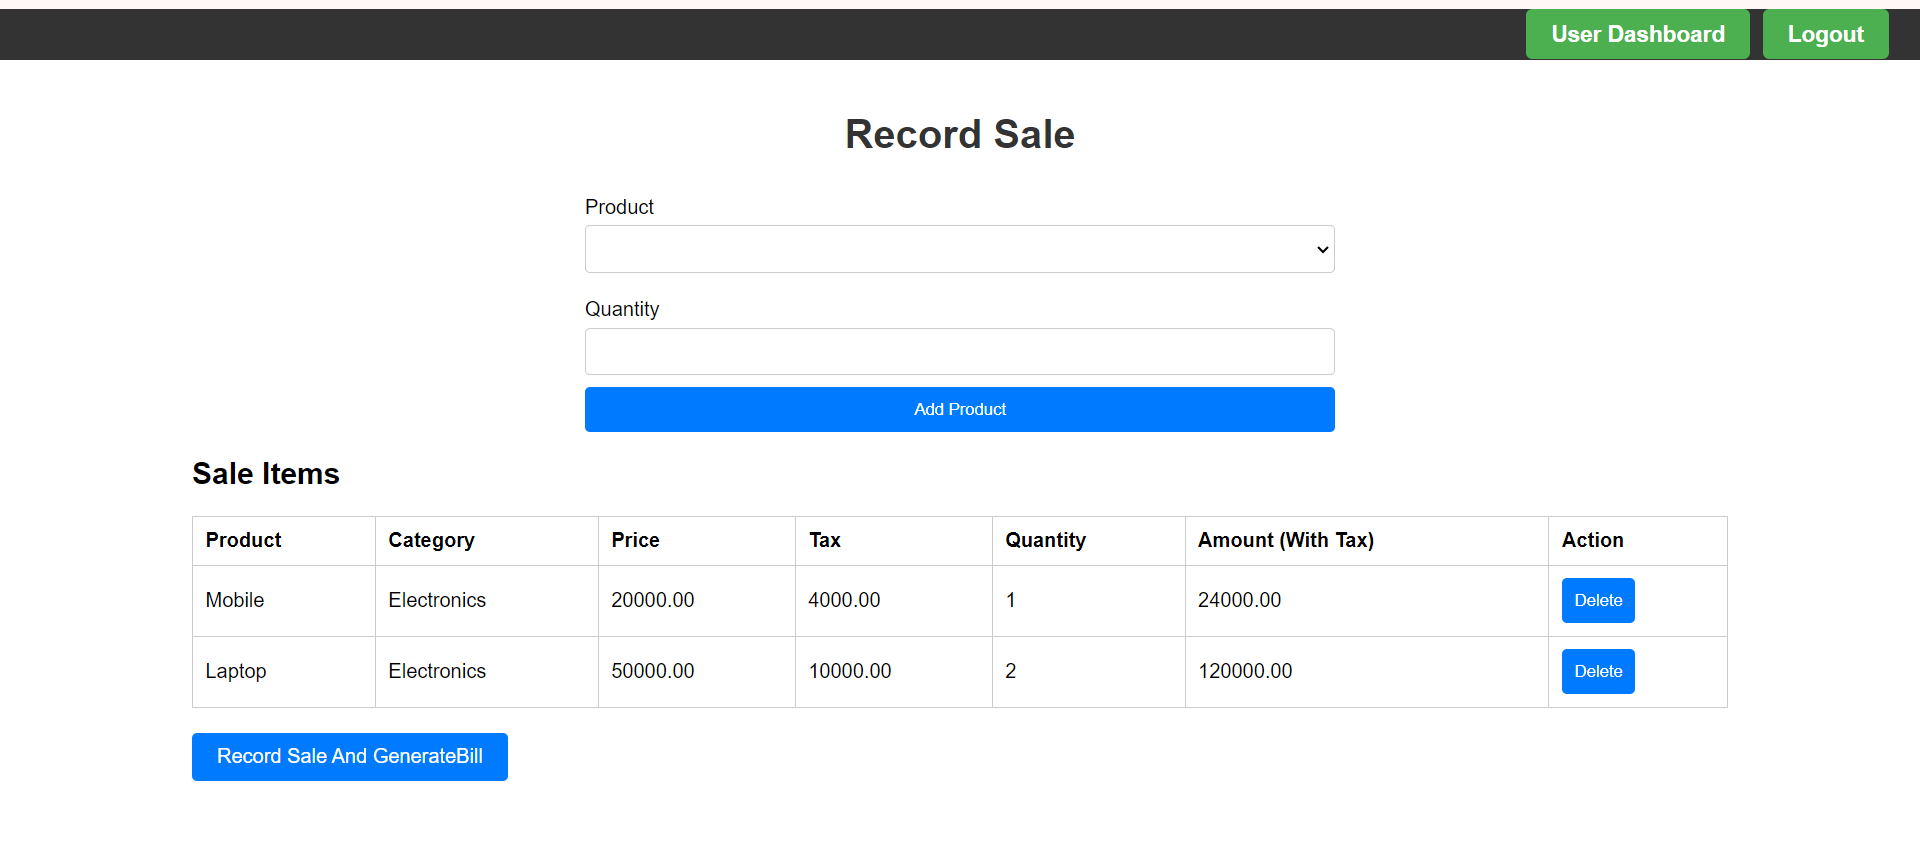 User Dashboard Logout
Record Sale
Product
Quantity
Add Product
Sale Items
Product Category Price Tax Quantity Amount (With Tax) Action
Mobile Electronics 20000.00 4000.00 1 24000.00 Delete
Laptop Electronics 50000.00 10000.00 2 120000.00 Delete
Record Sale And GenerateBill